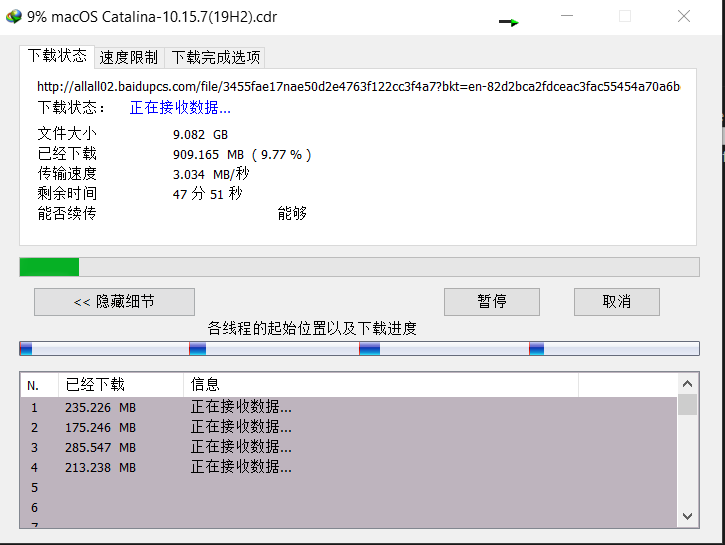 9% macOS Catalina-10.15.7(19H2).cdr
下载状态 速度限制 下载完成选项
http://allall02.baidupcs.com/file/3455fae17nae50d2e4763f122cc3f4a7?bkt=en-82d2bca2fdceac3fac55454a70a6b
下载状态： 正在接收数据...
文件大小 9.082 GB
已经下载 909.165 MB ( 9.77 % )
传输速度 3.034 MB/秒
剩余时间 47 分 51 秒
能否续传 能够
<< 隐藏细节 暂停 取消
各线程的起始位置以及下载进度
N. 已经下载 信息
1 235.226 MB 正在接收数据...
2 175.246 MB 正在接收数据...
3 285.547 MB 正在接收数据...
4 213.238 MB 正在接收数据...
5
6
7